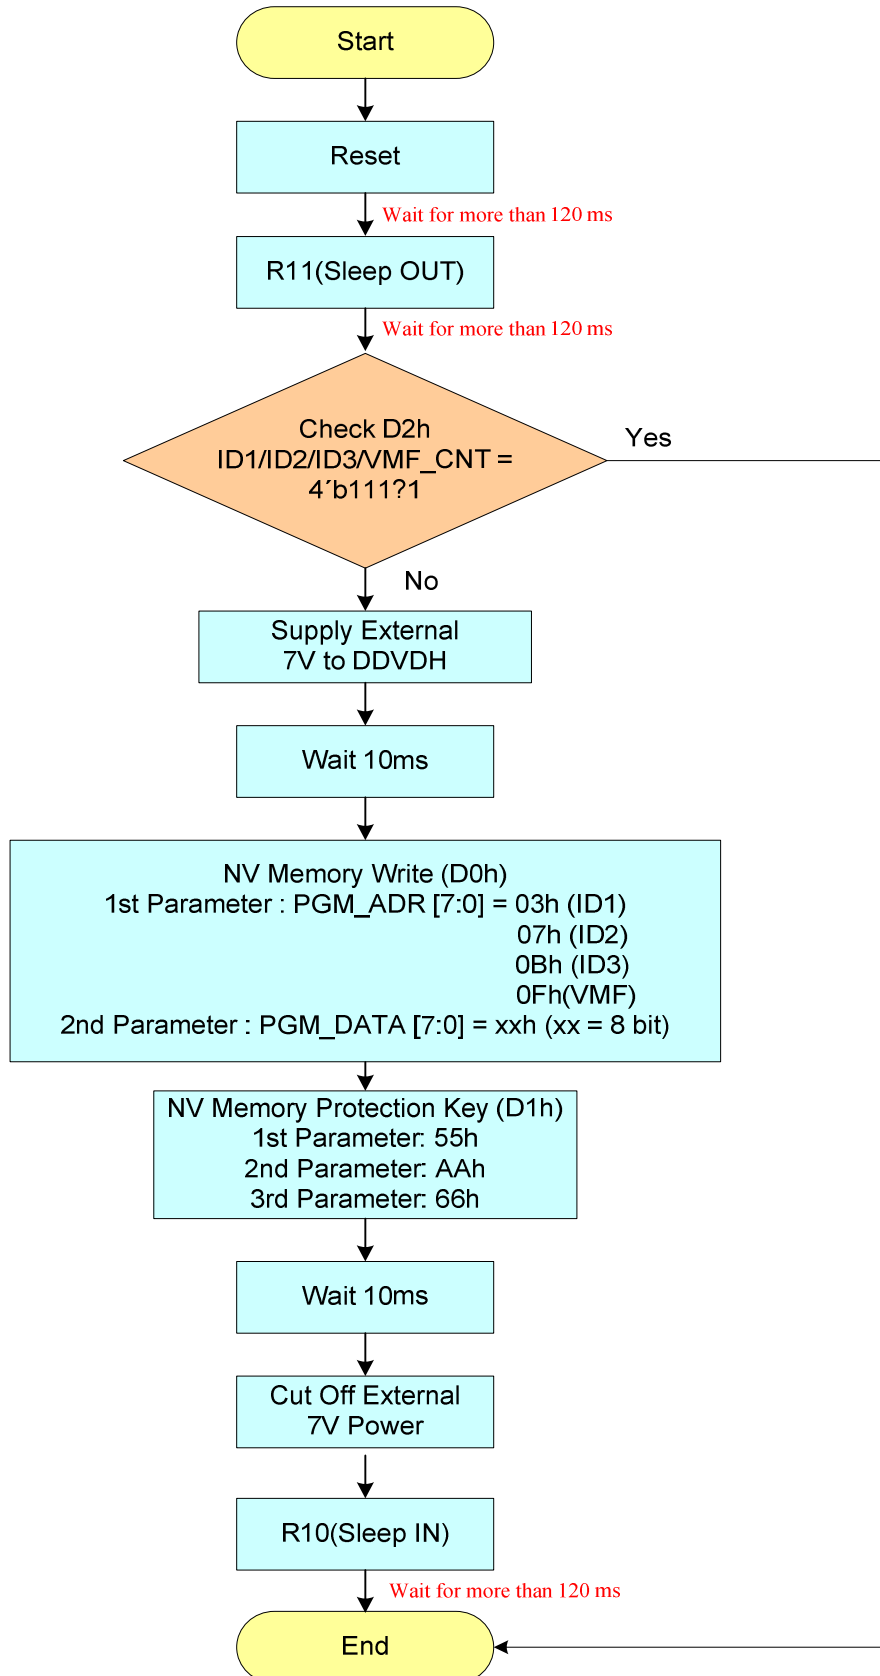 Start
Reset
Wait for more than 120 ms
R11(Sleep OUT)
Wait for more than 120 ms
Check D2h
ID1/ID2/ID3/VMF_CNT =
4´b111?1
Yes
No
Supply External
7V to DDVDH
Wait 10ms
NV Memory Write (D0h)
1st Parameter : PGM_ADR [7:0] = 03h (ID1)
07h (ID2)
0Bh (ID3)
0Fh(VMF)
2nd Parameter : PGM_DATA [7:0] = xxh (xx = 8 bit)
NV Memory Protection Key (D1h)
1st Parameter: 55h
2nd Parameter: AAh
3rd Parameter: 66h
Wait 10ms
Cut Off External
7V Power
R10(Sleep IN)
Wait for more than 120 ms
End